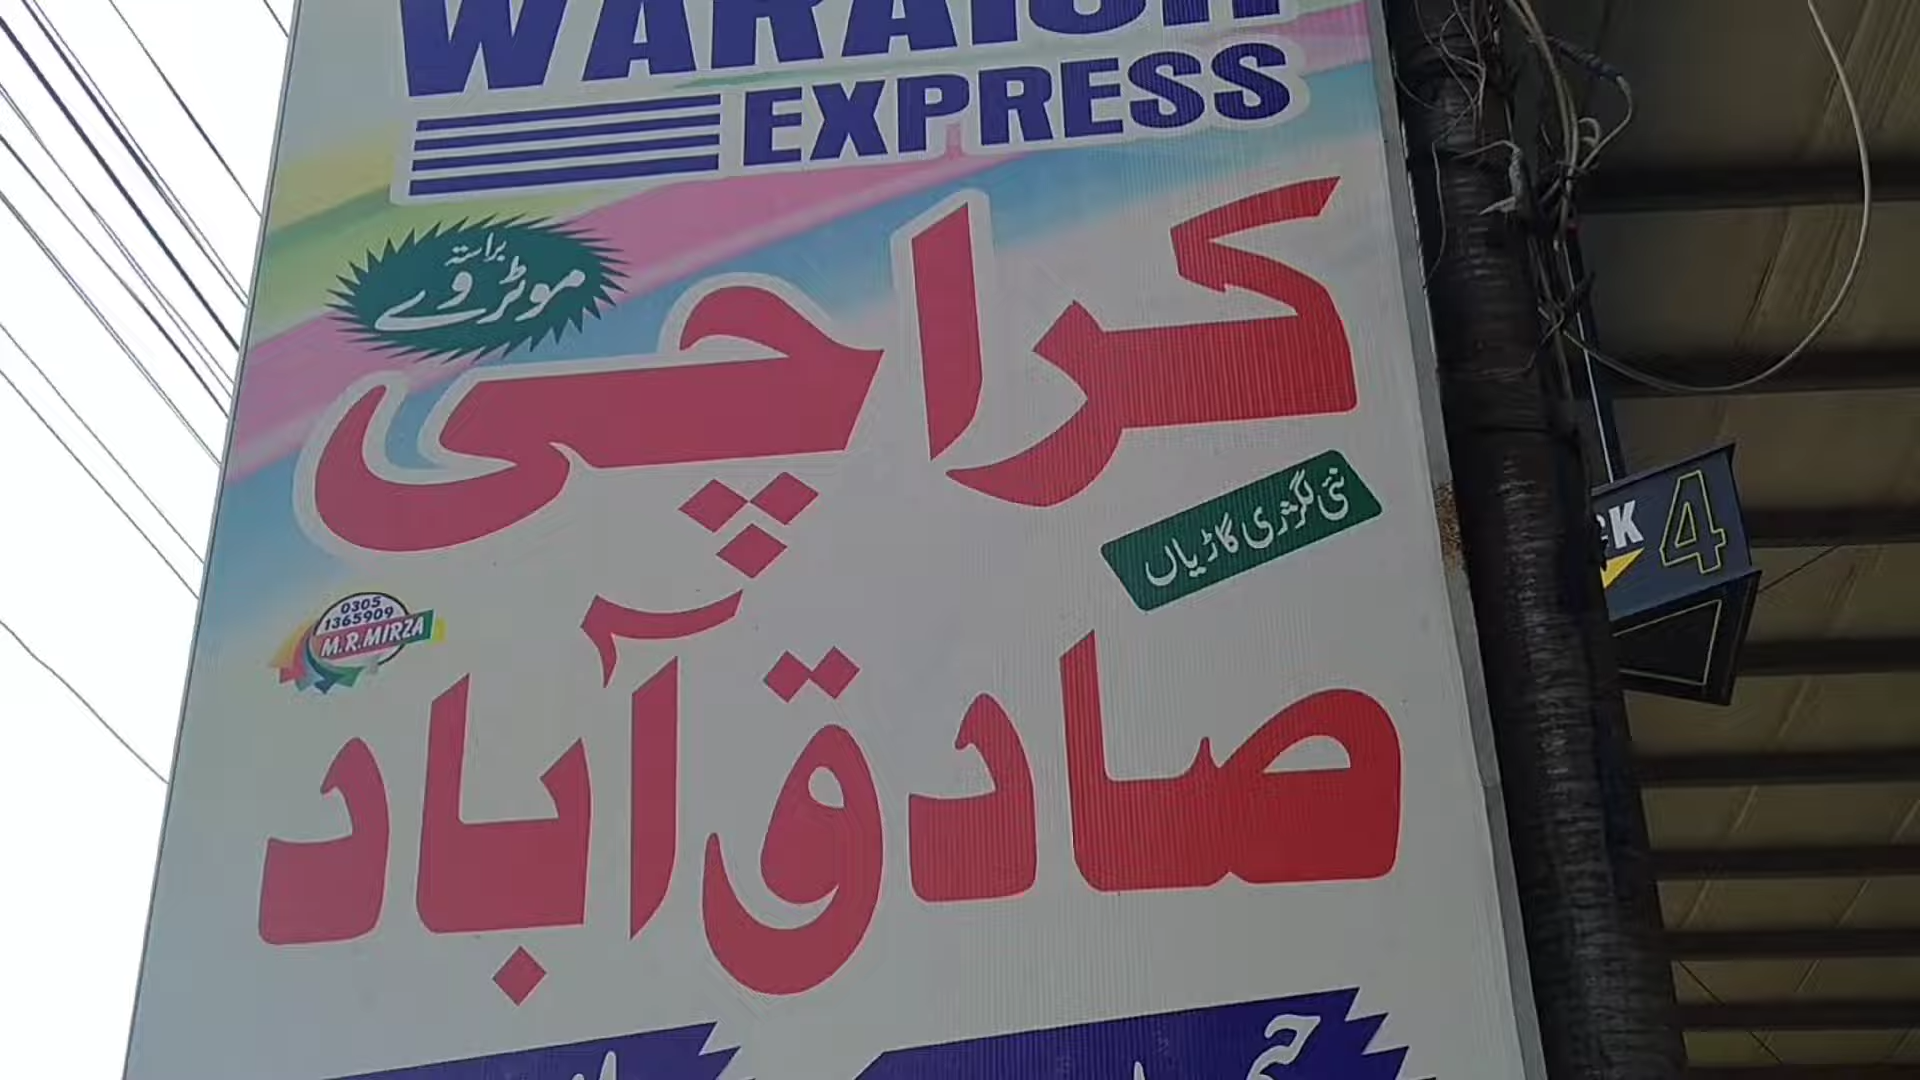 WARAICH
EXPRESS
براستہ
موٹروے
کراچی
نئی لگژری گاڑیاں
0305
1365909
M.R.MIRZA
صادق آباد
4